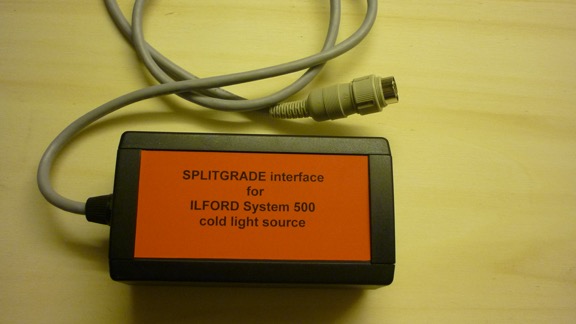 SPLITGRADE interface
for
ILFORD System 500
cold light source